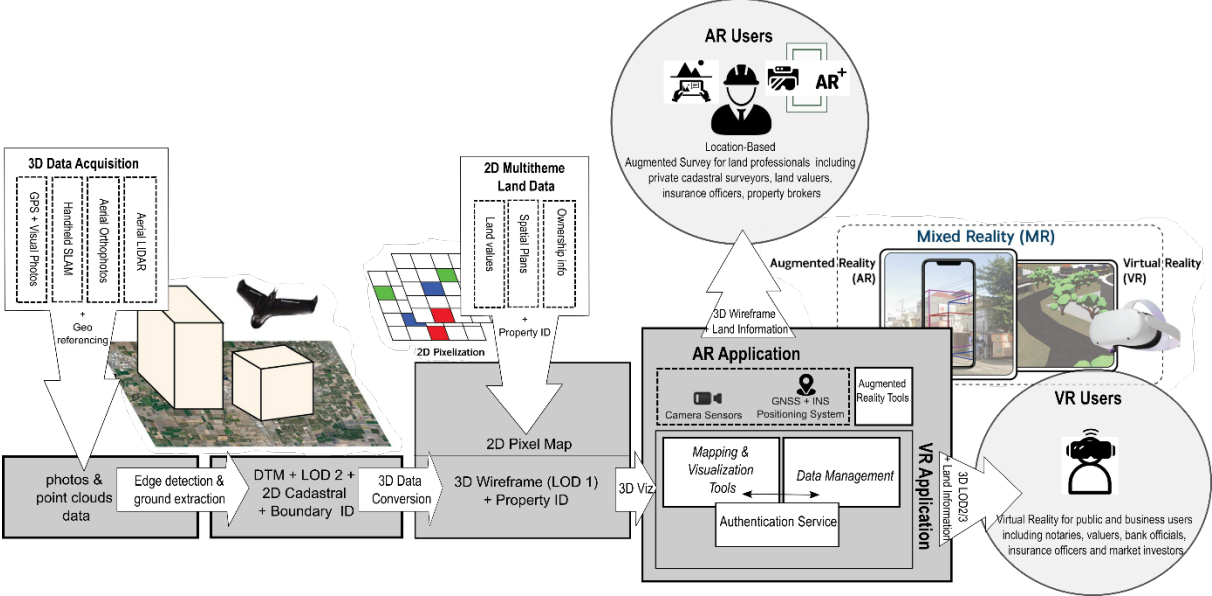 AR Users
AR+
Location-Based
Augmented Survey for land professionals including
private cadastral surveyors, land valuers,
insurance officers, property brokers
3D Data Acquisition
GPS + Visual Photos
Handheld SLAM
Aerial Orthophotos
Aerial LIDAR
+
Geo
referencing
2D Multitheme
Land Data
Land values
Spatial Plans
Ownership info
+
Property ID
2D Pixelization
Mixed Reality (MR)
Augmented Reality
(AR)
Virtual Reality
(VR)
3D Wireframe
+ Land Information
AR Application
Camera Sensors
GNSS + INS
Positioning System
Augmented
Reality Tools
VR Users
Virtual Reality for public and business users
including notaries, valuers, bank officials,
insurance officers and market investors
photos &
point clouds
data
Edge detection &
ground extraction
DTM + LOD 2 +
2D Cadastral
+ Boundary ID
3D Data
Conversion
2D Pixel Map
3D Wireframe (LOD 1)
+ Property ID
3D Viz
Mapping &
Visualization
Tools
Data Management
Authentication Service
VR Application
3D LOD2/3
+ Land Information